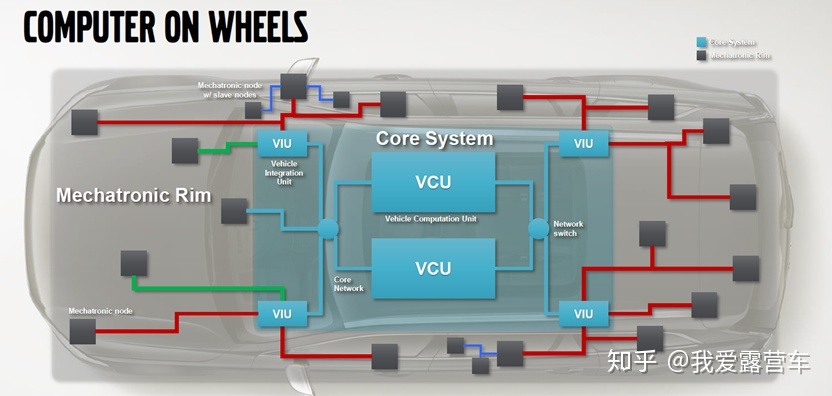 COMPUTER ON WHEELS
Core System
Mechatronic Rim
Mechatronic node
w/ slave nodes
VIU
Vehicle
Integration
Unit
Core System
VIU
VCU
Mechatronic Rim
Vehicle Computation Unit
Network
switch
VCU
Core
Network
Mechatronic node
VIU
VIU
知乎 @我爱露营车